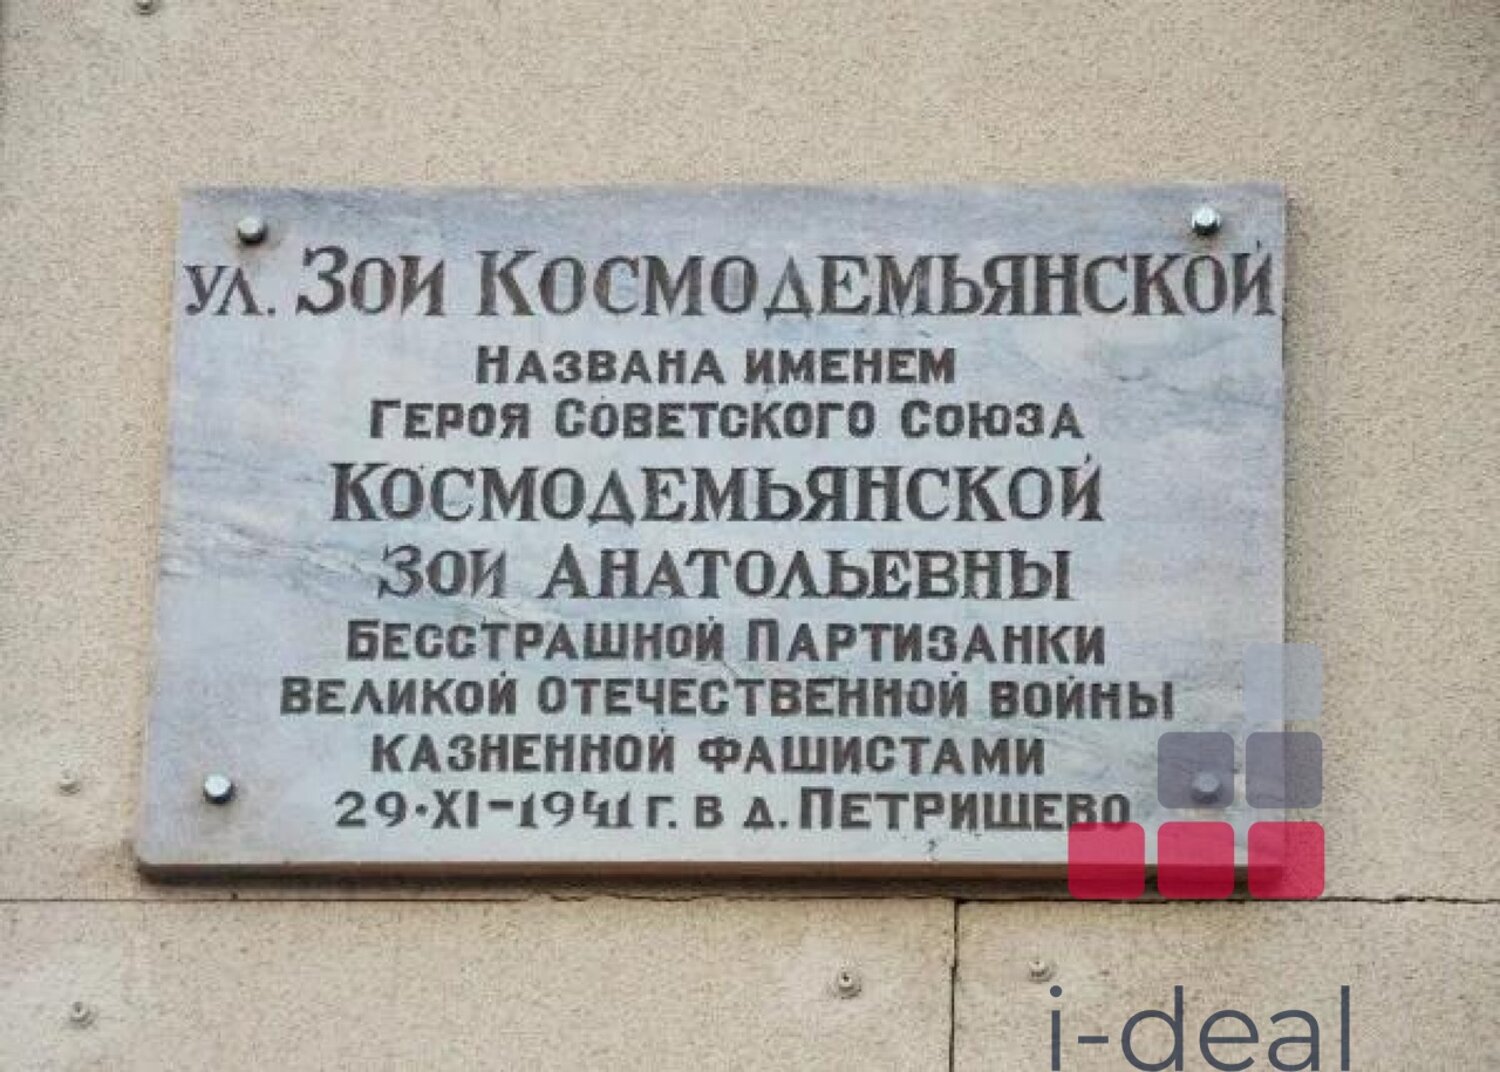 ул. Зои Космодемьянской
Названа именем
Героя Советского Союза
Космодемьянской
Зои Анатольевны
Бесстрашной Партизанки
Великой Отечественной войны
казненной фашистами
29·XI-1941 г. в д. Петрищево
i-deal